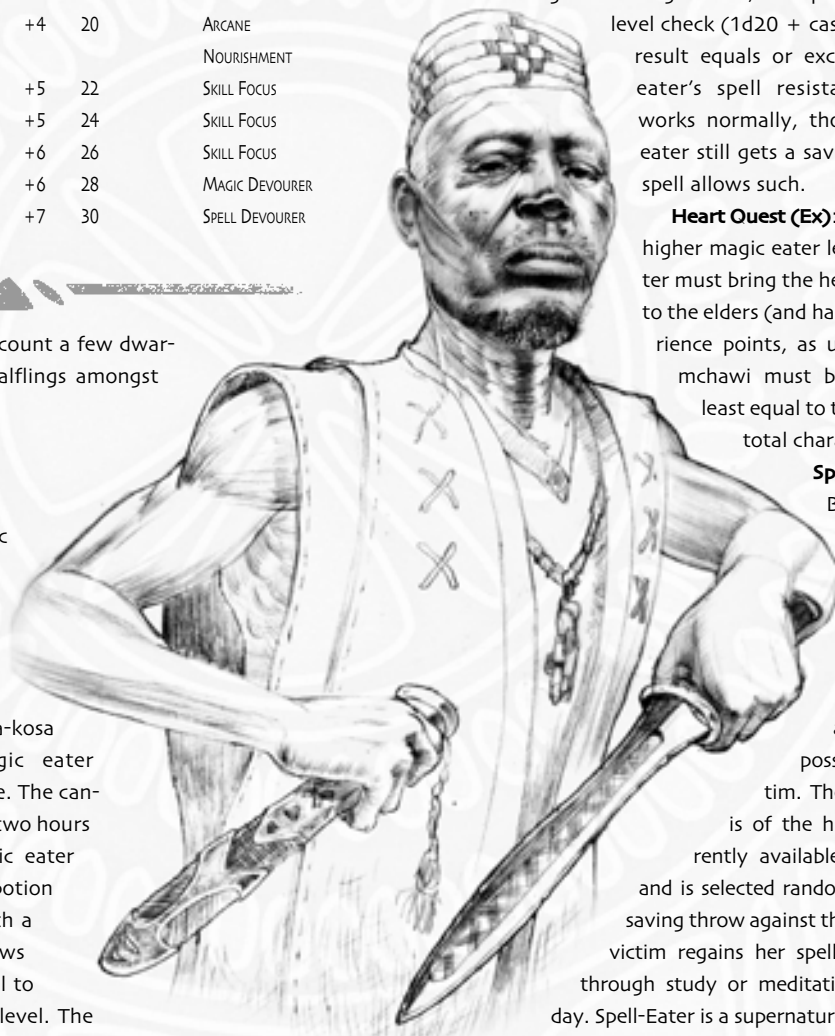 +4 20 Arcane
Nourishment
+5 22 Skill Focus
+5 24 Skill Focus
+6 26 Skill Focus
+6 28 Magic Devourer
+7 30 Spell Devourer
count a few dwar-
alflings amongst
c
a-kosa
gic eater
e. The can-
two hours
ic eater
potion
h a
ws
l to
level. The
level check (1d20 + cas
result equals or exc
eater's spell resista
works normally, tho
eater still gets a sav
spell allows such.
Heart Quest (Ex):
higher magic eater le
ter must bring the he
to the elders (and ha
rience points, as u
mchawi must b
least equal to t
total chara
Sp
B
poss
tim. Th
is of the h
rently available
and is selected rando
saving throw against th
victim regains her spell
through study or meditati
day. Spell-Eater is a supernatur